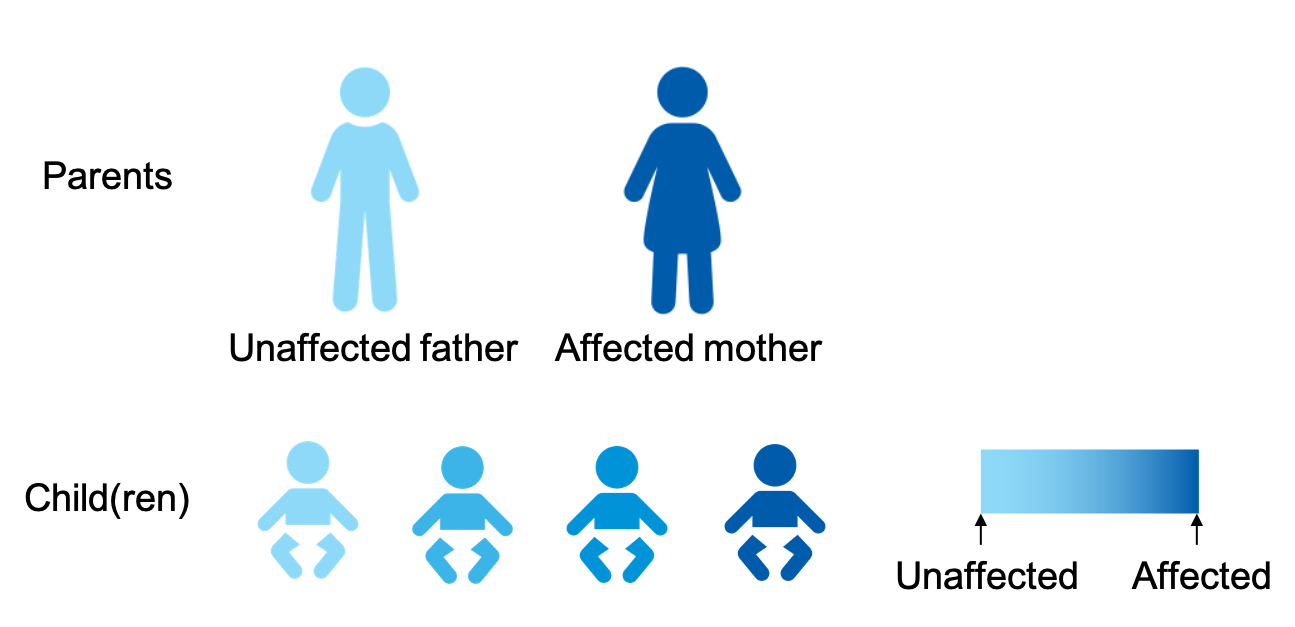 Parents
Unaffected father
Affected mother
Child(ren)
Unaffected
Affected